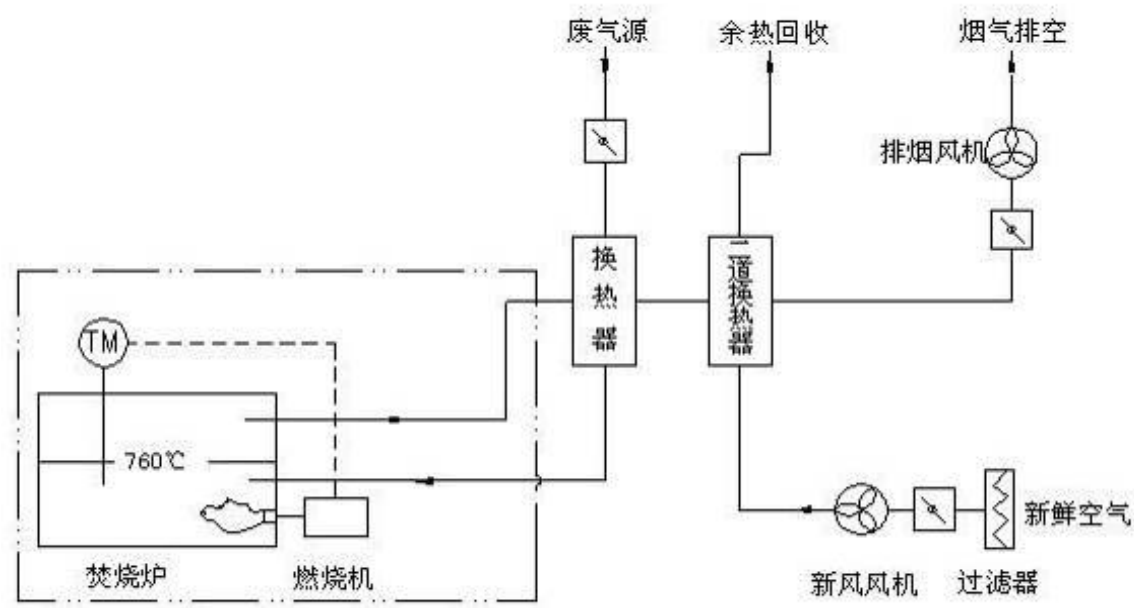 废气源
余热回收
烟气排空
排烟风机
换热器
二道换热器
TM
760℃
新鲜空气
焚烧炉
燃烧机
新风风机
过滤器